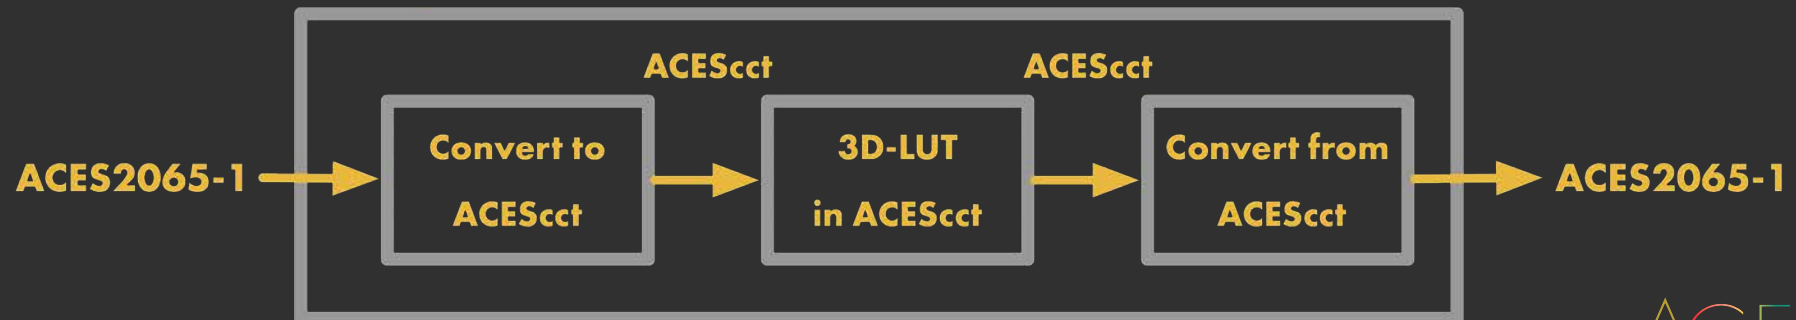 ACEScct
ACEScct
ACES2065-1
Convert to
ACEScct
3D-LUT
in ACEScct
Convert from
ACEScct
ACES2065-1